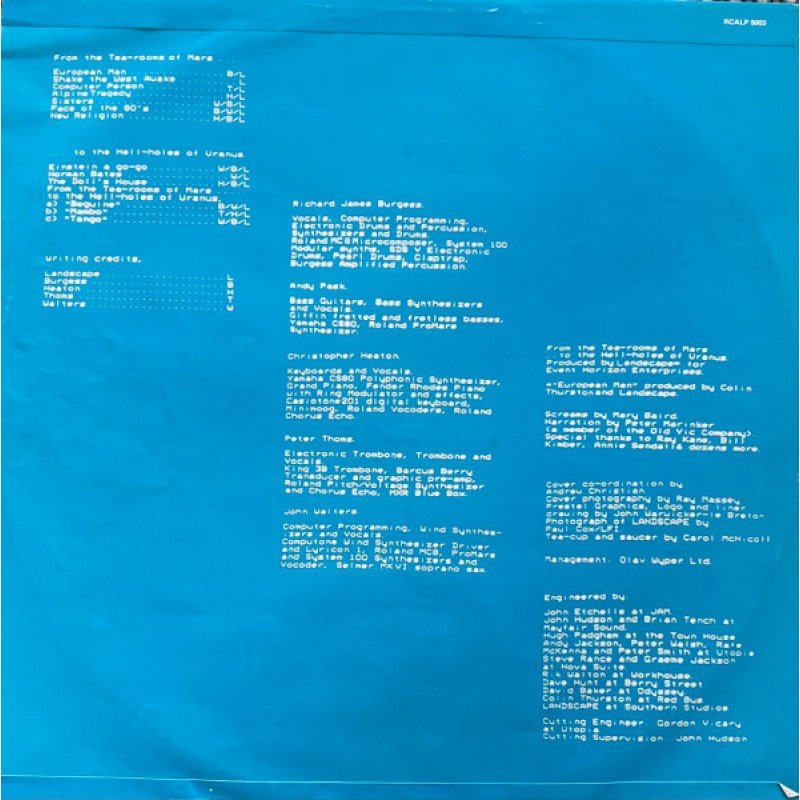 RCALP 5003
From the Tea-rooms of Mars
European Man . . . . . . . . . . . . B/L
Shake the West Awake . . . . . . . . . . L
Computer Person . . . . . . . . . . T/L
Alpine Tragedy . . . . . . . . . . H/L
Sisters . . . . . . . . . . W/B/L
Face of the 80's . . . . . . . . . . B/W/L
New Religion . . . . . . . . . . H/B/L
. . . to the Hell-holes of Uranus.
Einstein a go-go . . . . . . . . . . W/B/L
Norman Bates . . . . . . . . . . W/L
The Doll's House . . . . . . . . . . H/B/L
From the Tea-rooms of Mars
to the Hell-holes of Uranus.
a) "Beguine" . . . . . . . . . . B/W/L
b) "Mambo" . . . . . . . . . . T/H/L
c) "Tango" . . . . . . . . . . W/B/L
Writing credits.
Landscape . . . . . . . . . . L
Burgess . . . . . . . . . . B
Heaton . . . . . . . . . . H
Thoms . . . . . . . . . . T
Walters . . . . . . . . . . W
Richard James Burgess.
Vocals, Computer Programming,
Electronic Drums and Percussion,
Synthesizers and Drums.
Roland MC8 Microcomposer, System 100
Modular synths, SDS V Electronic
Drums, Pearl Drums, Claptrap,
Burgess Amplified Percussion.
Andy Pask.
Bass Guitars, Bass Synthesizers
and Vocals.
Giffin fretted and fretless basses,
Yamaha CS80, Roland ProMars
Synthesizer.
Christopher Heaton.
Keyboards and Vocals.
Yamaha CS80 Polyphonic Synthesizer,
Grand Piano, Fender Rhodes Piano
with Ring Modulator and effects,
Casiotone 201 digital keyboard,
Minimoog, Roland Vocoders, Roland
Chorus Echo.
Peter Thoms.
Electronic Trombone, Trombone and
Vocals.
King 3B Trombone, Barcus Berry
Transducer and graphic pre-amp,
Roland Pitch/Voltage Synthesizer
and Chorus Echo, MXR Blue Box.
John Walters.
Computer Programming, Wind Synthes-
izers and Vocals.
Computone Wind Synthesizer Driver
and Lyricon 1, Roland MC8, ProMars
and System 100 Synthesizers and
Vocoder, Selmer MKVI soprano sax.
From the Tea-rooms of Mars
. . . to the Hell-holes of Uranus.
Produced by Landscape* for
Event Horizon Enterprises.
*"European Man" produced by Colin
Thurston and Landscape.
Screams by Mary Baird.
Narration by Peter Marinker
(a member of the Old Vic Company).
Special thanks to Ray Kane, Bill
Kimber, Annie Sendall & dozens more.
Cover co-ordination by
Andrew Christian.
Cover photography by Ray Massey
Prestel Graphics, Logo and liner
drawing by John Warwicker-le Breton
Photograph of LANDSCAPE by
Paul Cox/LFI.
Tea-cup and saucer by Carol McNicoll
Management: Olav Wyper Ltd.
Engineered by:
John Etchells at JAM.
John Hudson and Brian Tench at
Mayfair Sound.
Hugh Padgham at the Town House
Andy Jackson, Peter Walsh, Rafe
McKenna and Peter Smith at Utopia
Steve Rance and Graeme Jackson
at Nova Suite.
Rik Walton at Workhouse.
Dave Hunt at Berry Street
David Baker at Odyssey.
Colin Thurston at Red Bus.
LANDSCAPE at Southern Studios
Cutting Engineer: Gordon Vicary
at Utopia
Cutting Supervision: John Hudson